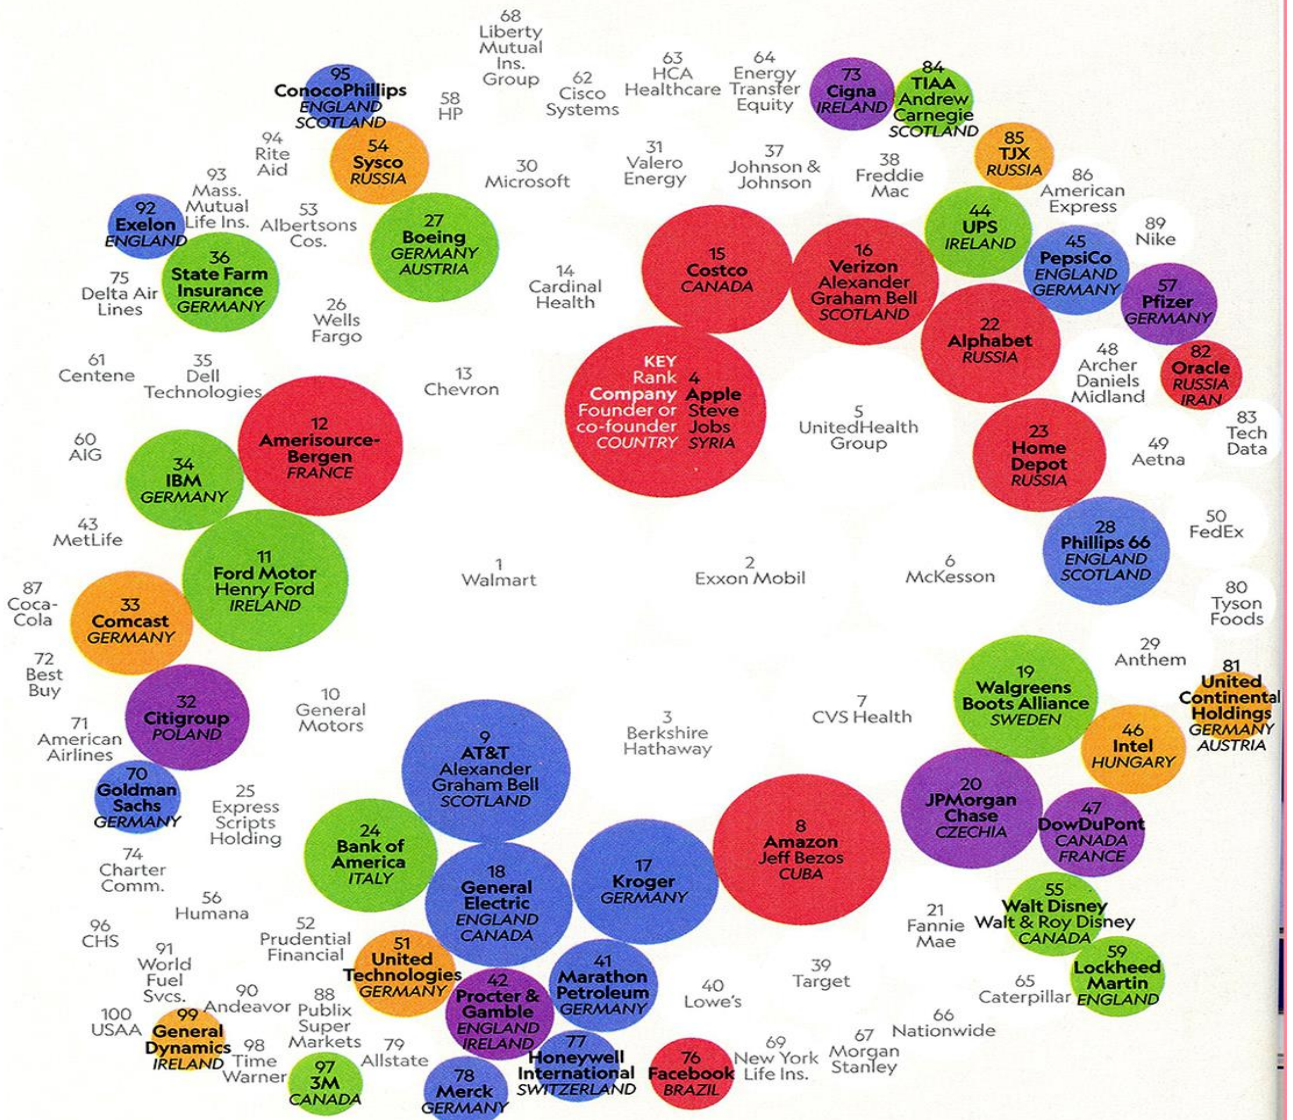 68
Liberty
Mutual
Ins.
Group
95
ConocoPhillips
ENGLAND
SCOTLAND
58
HP
62
Cisco
Systems
63
HCA
Healthcare
64
Energy
Transfer
Equity
73
Cigna
IRELAND
84
TIAA
Andrew
Carnegie
SCOTLAND
94
Rite
Aid
54
Sysco
RUSSIA
30
Microsoft
31
Valero
Energy
37
Johnson &
Johnson
38
Freddie
Mac
85
TJX
RUSSIA
86
American
Express
93
Mass.
Mutual
Life Ins.
92
Exelon
ENGLAND
53
Albertsons
Cos.
27
Boeing
GERMANY
AUSTRIA
44
UPS
IRELAND
45
PepsiCo
ENGLAND
GERMANY
89
Nike
36
State Farm
Insurance
GERMANY
75
Delta Air
Lines
14
Cardinal
Health
15
Costco
CANADA
16
Verizon
Alexander
Graham Bell
SCOTLAND
57
Pfizer
GERMANY
26
Wells
Fargo
22
Alphabet
RUSSIA
61
Centene
35
Dell
Technologies
13
Chevron
KEY
Rank
Company
Founder or
co-founder
COUNTRY
4
Apple
Steve
Jobs
SYRIA
5
UnitedHealth
Group
48
Archer
Daniels
Midland
82
Oracle
RUSSIA
IRAN
83
Tech
Data
60
AIG
12
Amerisource-
Bergen
FRANCE
34
IBM
GERMANY
23
Home
Depot
RUSSIA
49
Aetna
43
MetLife
50
FedEx
28
Phillips 66
ENGLAND
SCOTLAND
11
Ford Motor
Henry Ford
IRELAND
1
Walmart
2
Exxon Mobil
6
McKesson
87
Coca-
Cola
33
Comcast
GERMANY
80
Tyson
Foods
72
Best
Buy
29
Anthem
19
Walgreens
Boots Alliance
SWEDEN
81
United
Continental
Holdings
GERMANY
AUSTRIA
32
Citigroup
POLAND
10
General
Motors
7
CVS Health
3
Berkshire
Hathaway
71
American
Airlines
46
Intel
HUNGARY
9
AT&T
Alexander
Graham Bell
SCOTLAND
70
Goldman
Sachs
GERMANY
25
Express
Scripts
Holding
20
JPMorgan
Chase
CZECHIA
47
DowDuPont
CANADA
FRANCE
24
Bank of
America
ITALY
8
Amazon
Jeff Bezos
CUBA
74
Charter
Comm.
18
General
Electric
ENGLAND
CANADA
17
Kroger
GERMANY
55
Walt Disney
Walt & Roy Disney
CANADA
56
Humana
21
Fannie
Mae
96
CHS
52
Prudential
Financial
51
United
Technologies
GERMANY
91
World
Fuel
Svcs.
41
Marathon
Petroleum
GERMANY
59
Lockheed
Martin
ENGLAND
39
Target
42
Procter &
Gamble
ENGLAND
IRELAND
40
Lowe's
65
Caterpillar
90
Andeavor
88
Publix
Super
Markets
100
USAA
99
General
Dynamics
IRELAND
66
Nationwide
98
Time
Warner
79
Allstate
77
Honeywell
International
SWITZERLAND
76
Facebook
BRAZIL
69
New York
Life Ins.
67
Morgan
Stanley
97
3M
CANADA
78
Merck
GERMANY